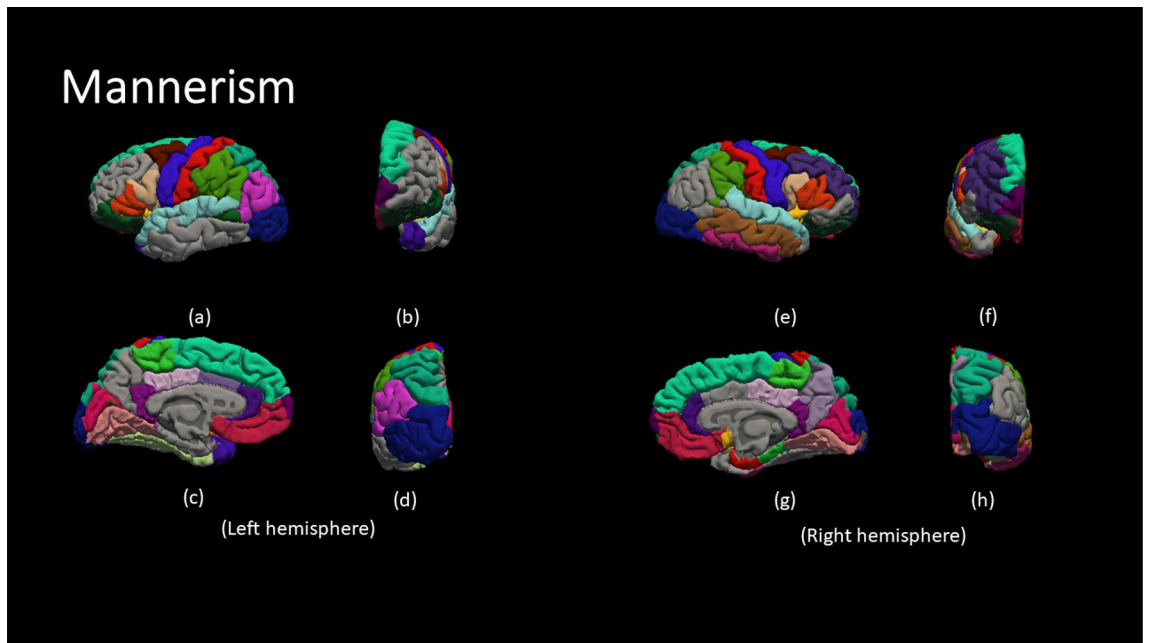 Mannerism
(a)
(b)
(e)
(f)
(c)
(d)
(g)
(h)
(Left hemisphere)
(Right hemisphere)